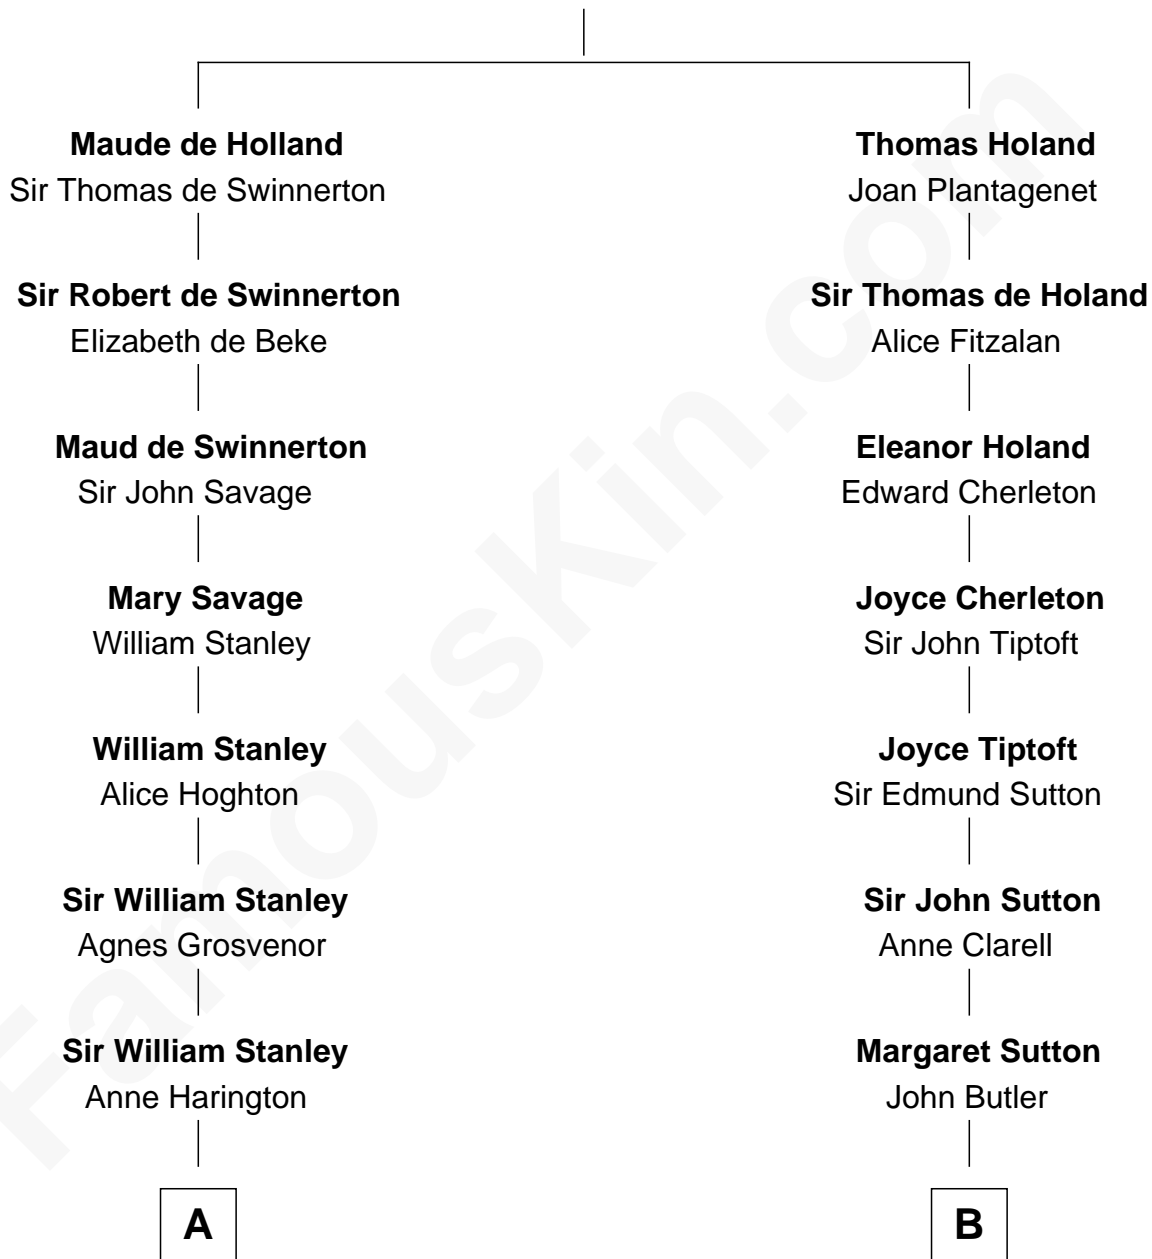 Maude de Holland
Sir Thomas de Swinnerton
Thomas Holand
Joan Plantagenet
Sir Robert de Swinnerton
Elizabeth de Beke
Sir Thomas de Holand
Alice Fitzalan
Maud de Swinnerton
Sir John Savage
Eleanor Holand
Edward Cherleton
Mary Savage
William Stanley
Joyce Cherleton
Sir John Tiptoft
William Stanley
Alice Hoghton
Joyce Tiptoft
Sir Edmund Sutton
Sir William Stanley
Agnes Grosvenor
Sir John Sutton
Anne Clarell
Sir William Stanley
Anne Harington
Margaret Sutton
John Butler
A
B
FamousKin.com